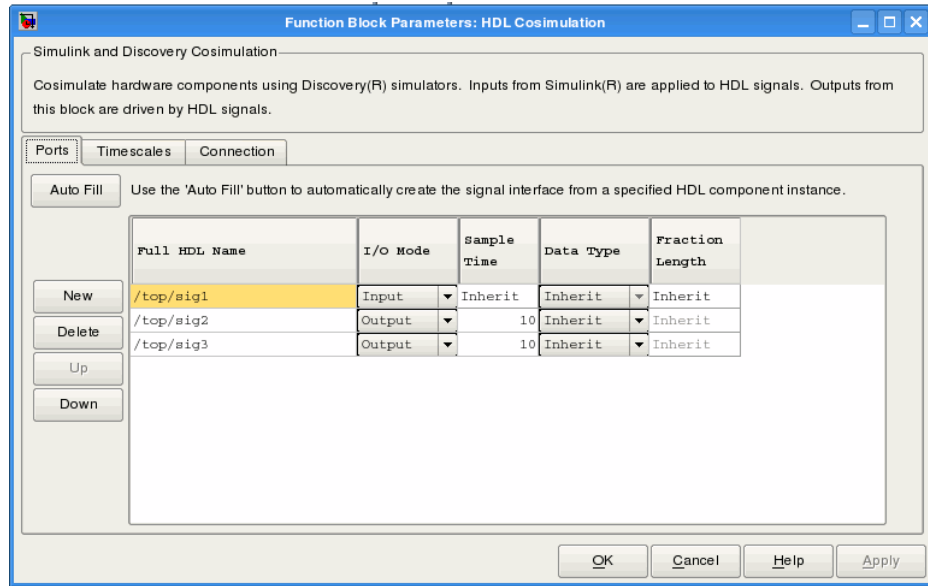 Function Block Parameters: HDL Cosimulation
Simulink and Discovery Cosimulation
Cosimulate hardware components using Discovery(R) simulators. Inputs from Simulink(R) are applied to HDL signals. Outputs from
this block are driven by HDL signals.
Ports Timescales Connection
Auto Fill Use the 'Auto Fill' button to automatically create the signal interface from a specified HDL component instance.
Full HDL Name I/O Mode Sample Time Data Type Fraction Length
New /top/sig1 Input Inherit Inherit Inherit
/top/sig2 Output 10 Inherit Inherit
Delete
/top/sig3 Output 10 Inherit Inherit
Up
Down
OK Cancel Help Apply